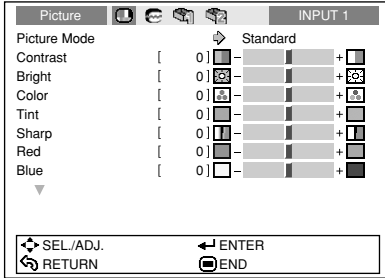 Picture INPUT 1
Picture Mode Standard
Contrast [ 0 ] - +
Bright [ 0 ] - +
Color [ 0 ] - +
Tint [ 0 ] - +
Sharp [ 0 ] - +
Red [ 0 ] - +
Blue [ 0 ] - +
SEL./ADJ. ENTER
RETURN END